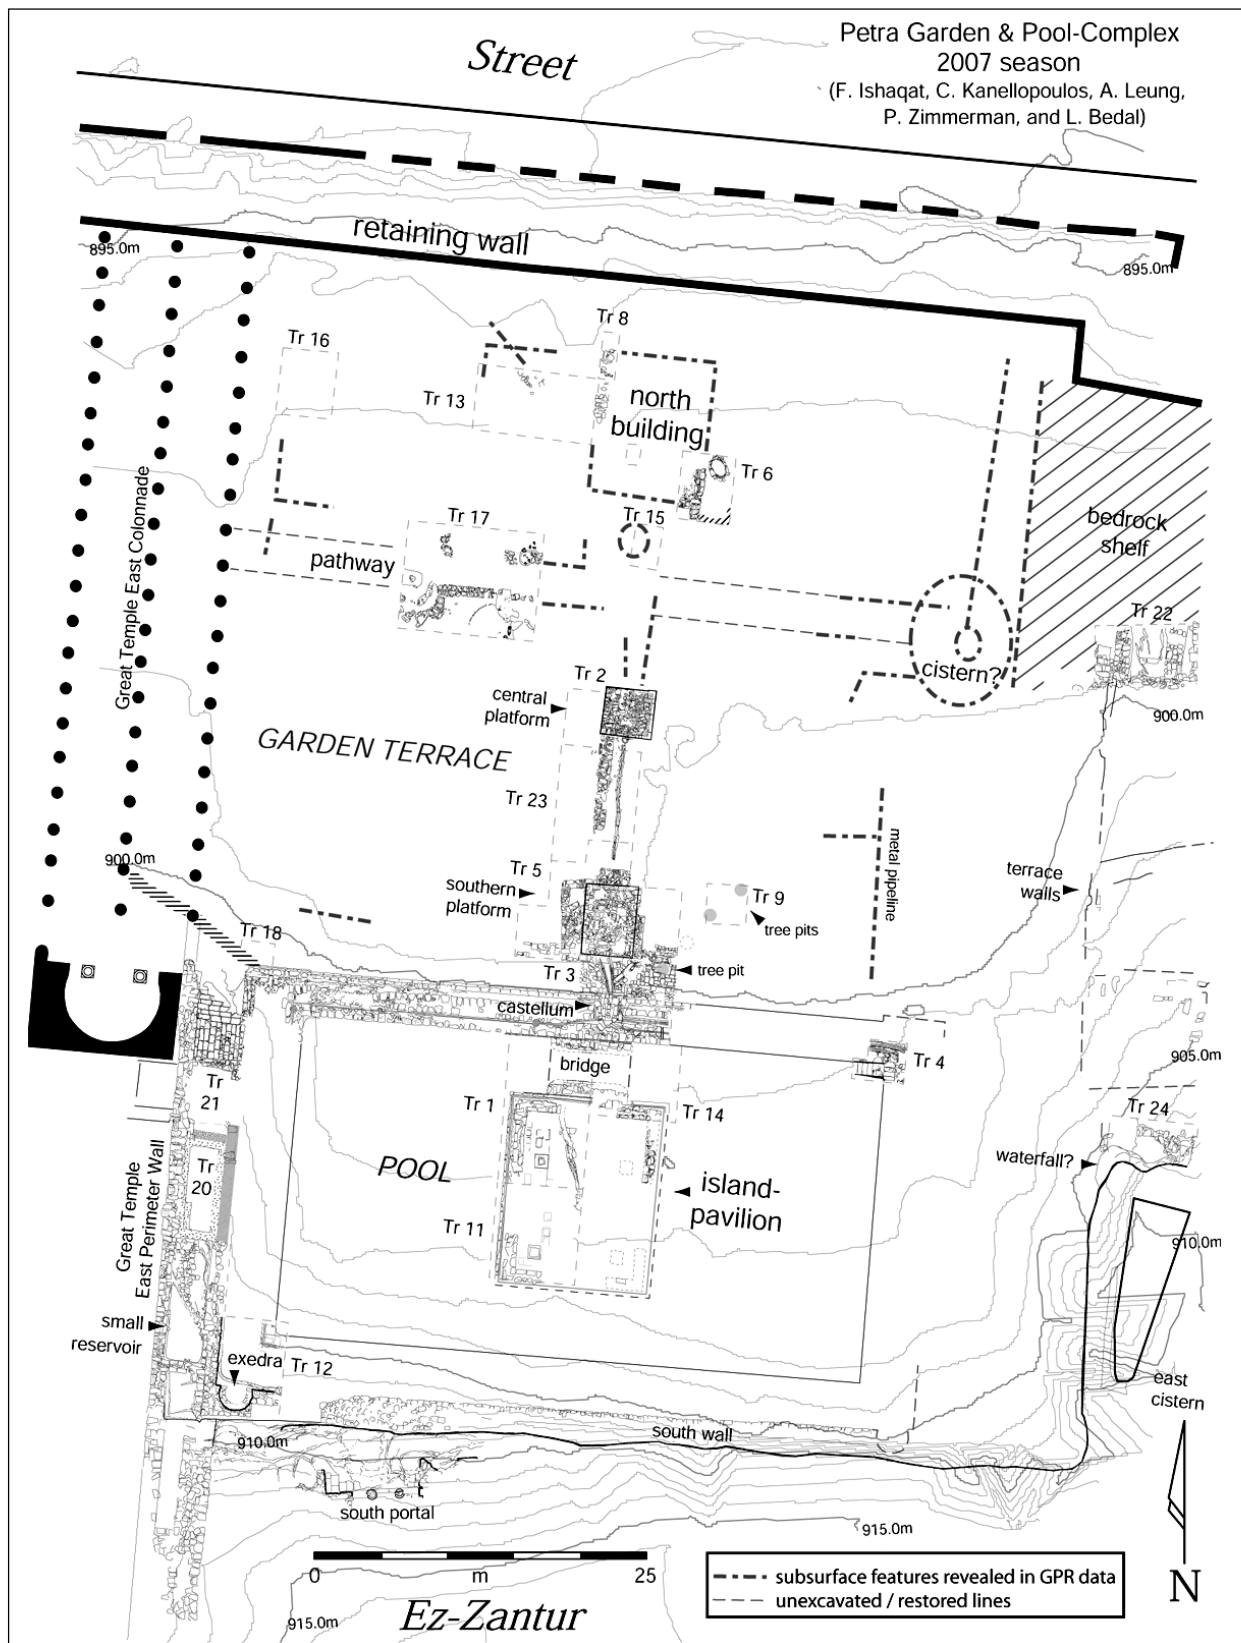 Petra Garden & Pool-Complex
2007 season
(F. Ishaqat, C. Kanellopoulos, A. Leung,
P. Zimmerman, and L. Bedal)
Street
retaining wall
895.0m
895.0m
Tr 8
Tr 16
Tr 13
north
building
Tr 6
Great Temple East Colonnade
Tr 17
Tr 15
bedrock
shelf
pathway
Tr 22
cistern?
Tr 2
central
platform
900.0m
GARDEN TERRACE
Tr 23
metal pipeline
900.0m
Tr 5
southern
platform
Tr 9
tree pits
terrace
walls
Tr 18
Tr 3
tree pit
castellum
905.0m
bridge
Tr 4
Tr
21
Tr 1
Tr 14
Tr 24
waterfall?
Tr
20
POOL
island-
pavilion
Great Temple
East Perimeter Wall
Tr 11
910.0m
small
reservoir
exedra
Tr 12
east
cistern
south wall
910.0m
south portal
915.0m
0
m
25
subsurface features revealed in GPR data
unexcavated / restored lines
N
915.0m
Ez-Zantur